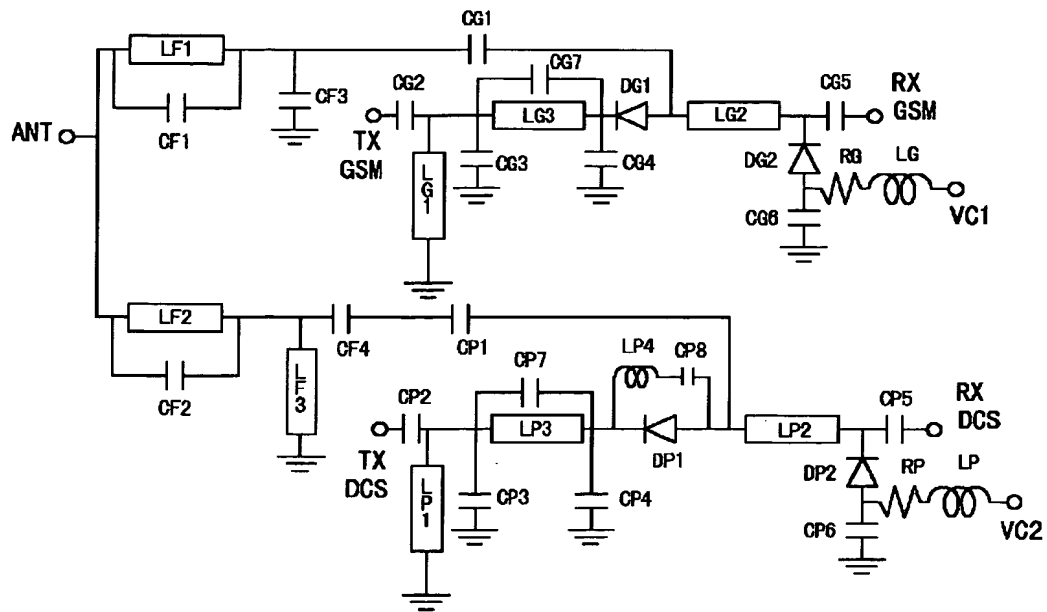 LF1
CG1
CF1
CF3
CG2
CG7
DG1
CG5
RX
GSM
ANT
TX
GSM
LG3
LG2
CG3
CG4
DG2
RG
LG
LG1
CG6
VC1
LF2
CF4
CP1
CF2
LF3
LP4
CP8
CP7
CP2
CP5
RX
DCS
LP3
LP2
TX
DCS
DP1
DP2
RP
LP
LP1
CP3
CP4
CP6
VC2